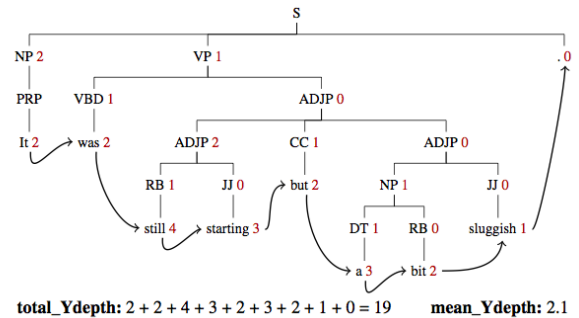 S
NP 2 VP 1 . 0
PRP VBD 1 ADJP 0
It 2 was 2 ADJP 2 CC 1 ADJP 0
RB 1 JJ 0 but 2 NP 1 JJ 0
still 4 starting 3 DT 1 RB 0 sluggish 1
a 3 bit 2
total_Ydepth: 2 + 2 + 4 + 3 + 2 + 3 + 2 + 1 + 0 = 19 mean_Ydepth: 2.1